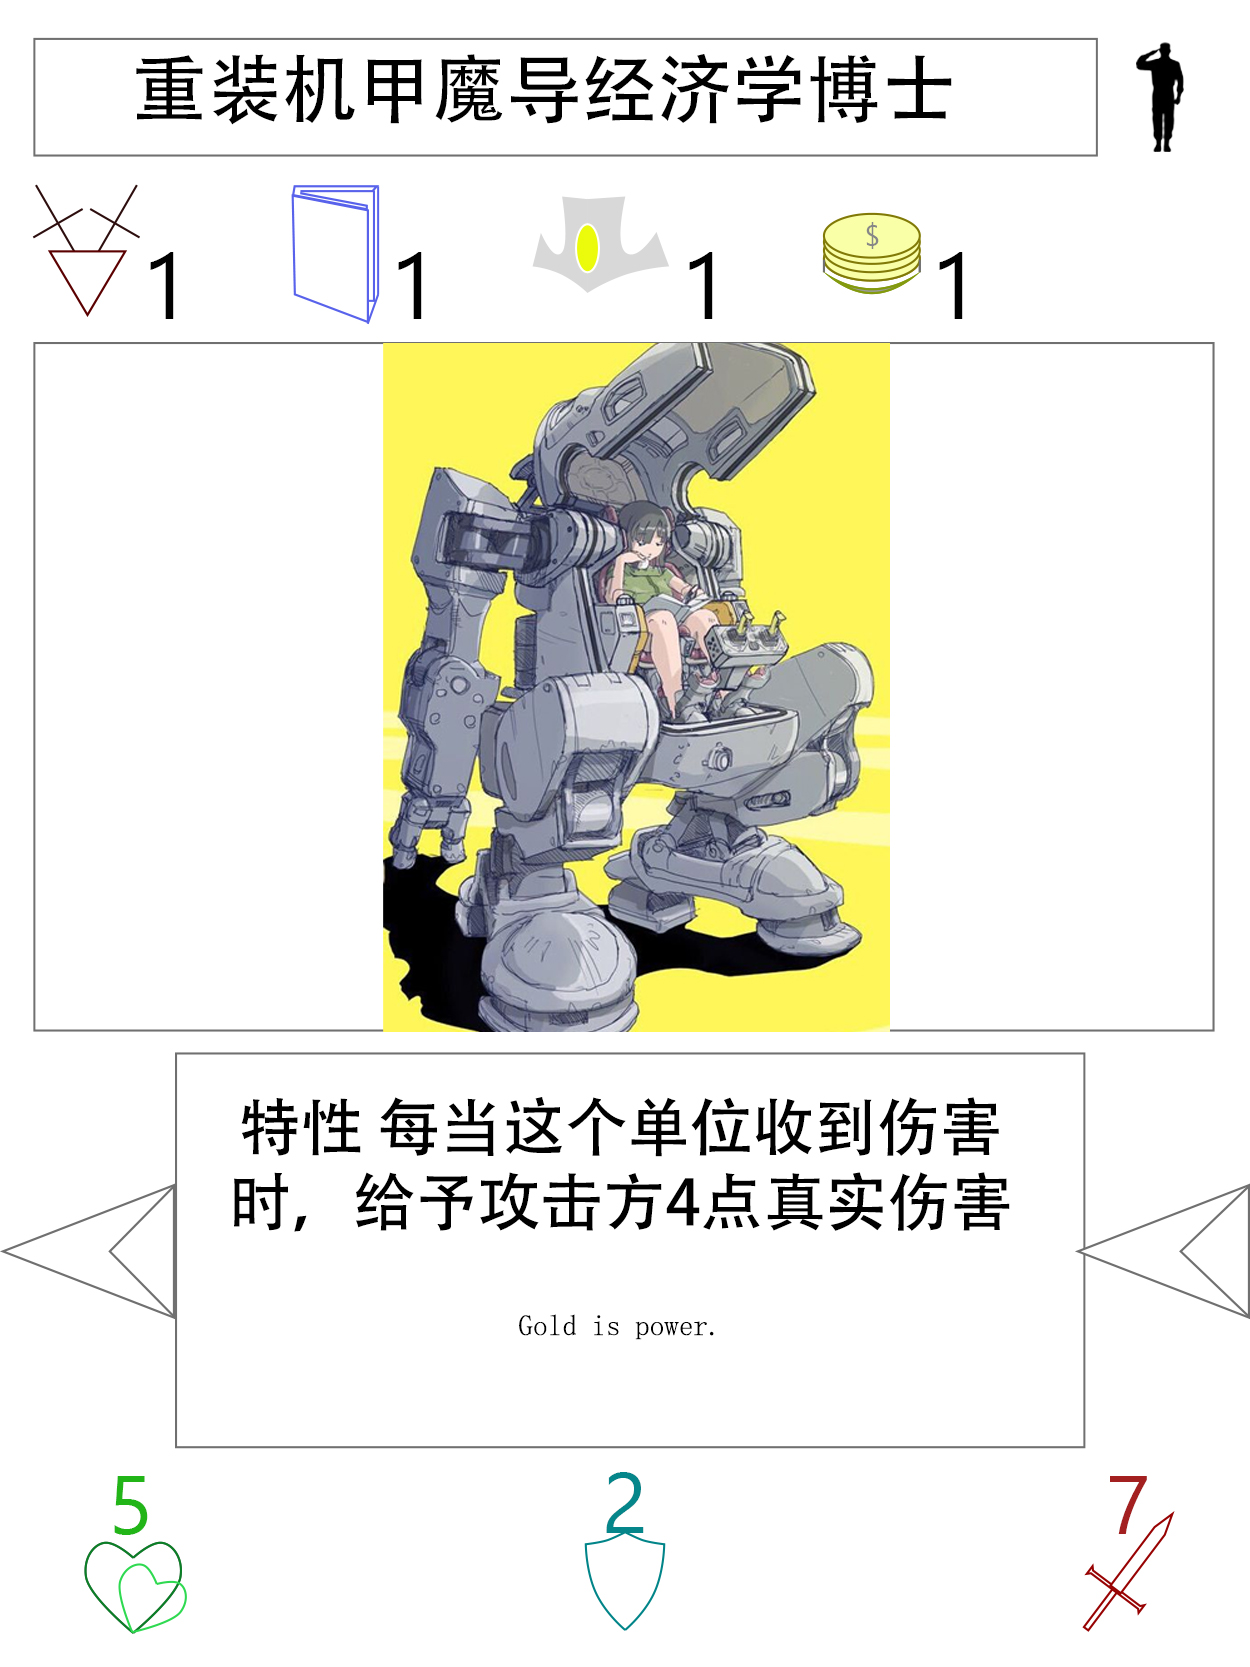 重装机甲魔导经济学博士
1 1 1 $ 1
特性 每当这个单位收到伤害
时，给予攻击方4点真实伤害
Gold is power.
5 2 7